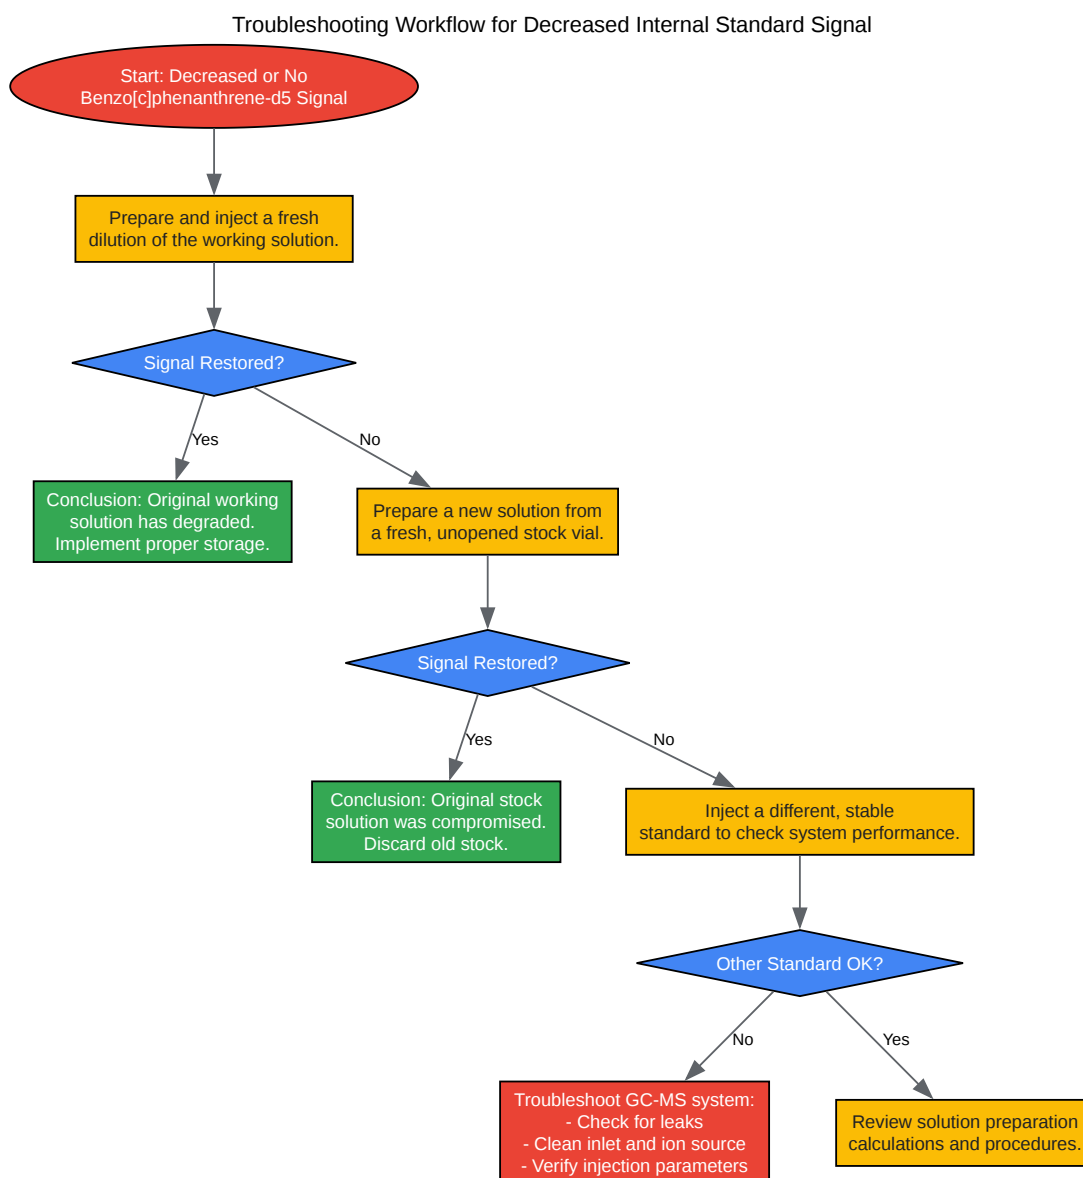 Troubleshooting Workflow for Decreased Internal Standard Signal
Start: Decreased or No
Benzo[c]phenanthrene-d5 Signal
Prepare and inject a fresh
dilution of the working solution.
Signal Restored?
Yes
No
Conclusion: Original working
solution has degraded.
Implement proper storage.
Prepare a new solution from
a fresh, unopened stock vial.
Signal Restored?
Yes
No
Conclusion: Original stock
solution was compromised.
Discard old stock.
Inject a different, stable
standard to check system performance.
Other Standard OK?
No
Yes
Troubleshoot GC-MS system:
- Check for leaks
- Clean inlet and ion source
- Verify injection parameters
Review solution preparation
calculations and procedures.